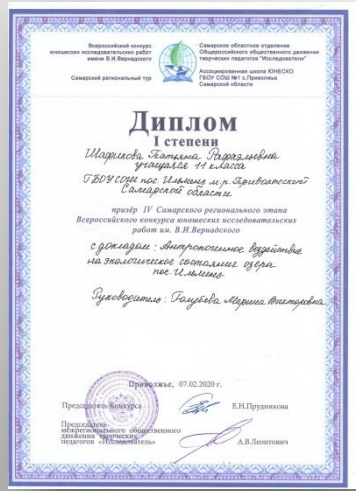 Всероссийский конкурс
юношеских исследовательских работ
имени В.И.Вернадского
Самарский региональный тур
Самарское областное отделение
Общероссийского общественного движения
творческих педагогов "Исследователь"
Ассоциированная школа ЮНЕСКО
ГБОУ СОШ №1 с.Приволжье
Самарской области
Диплом
I степени
Шафикова Татьяна Рафаэльевна
учащаяся 11 класса
ГБОУ СОШ пос. Ильмень м.р. Приволжский
Самарской области
призёр IV Самарского регионального этапа
Всероссийского конкурса юношеских исследовательских
работ им. В.И.Вернадского
с докладом: Антропогенное воздействие
на экологическое состояние озера
пос. Ильмень
Руководитель: Голубева Марина Викторовна
Приволжье, 07.02.2020 г.
Председатель Конкурса Е.Н.Прудникова
Председатель
межрегионального общественного
движения творческих
педагогов «Исследователь» А.В.Леонтович